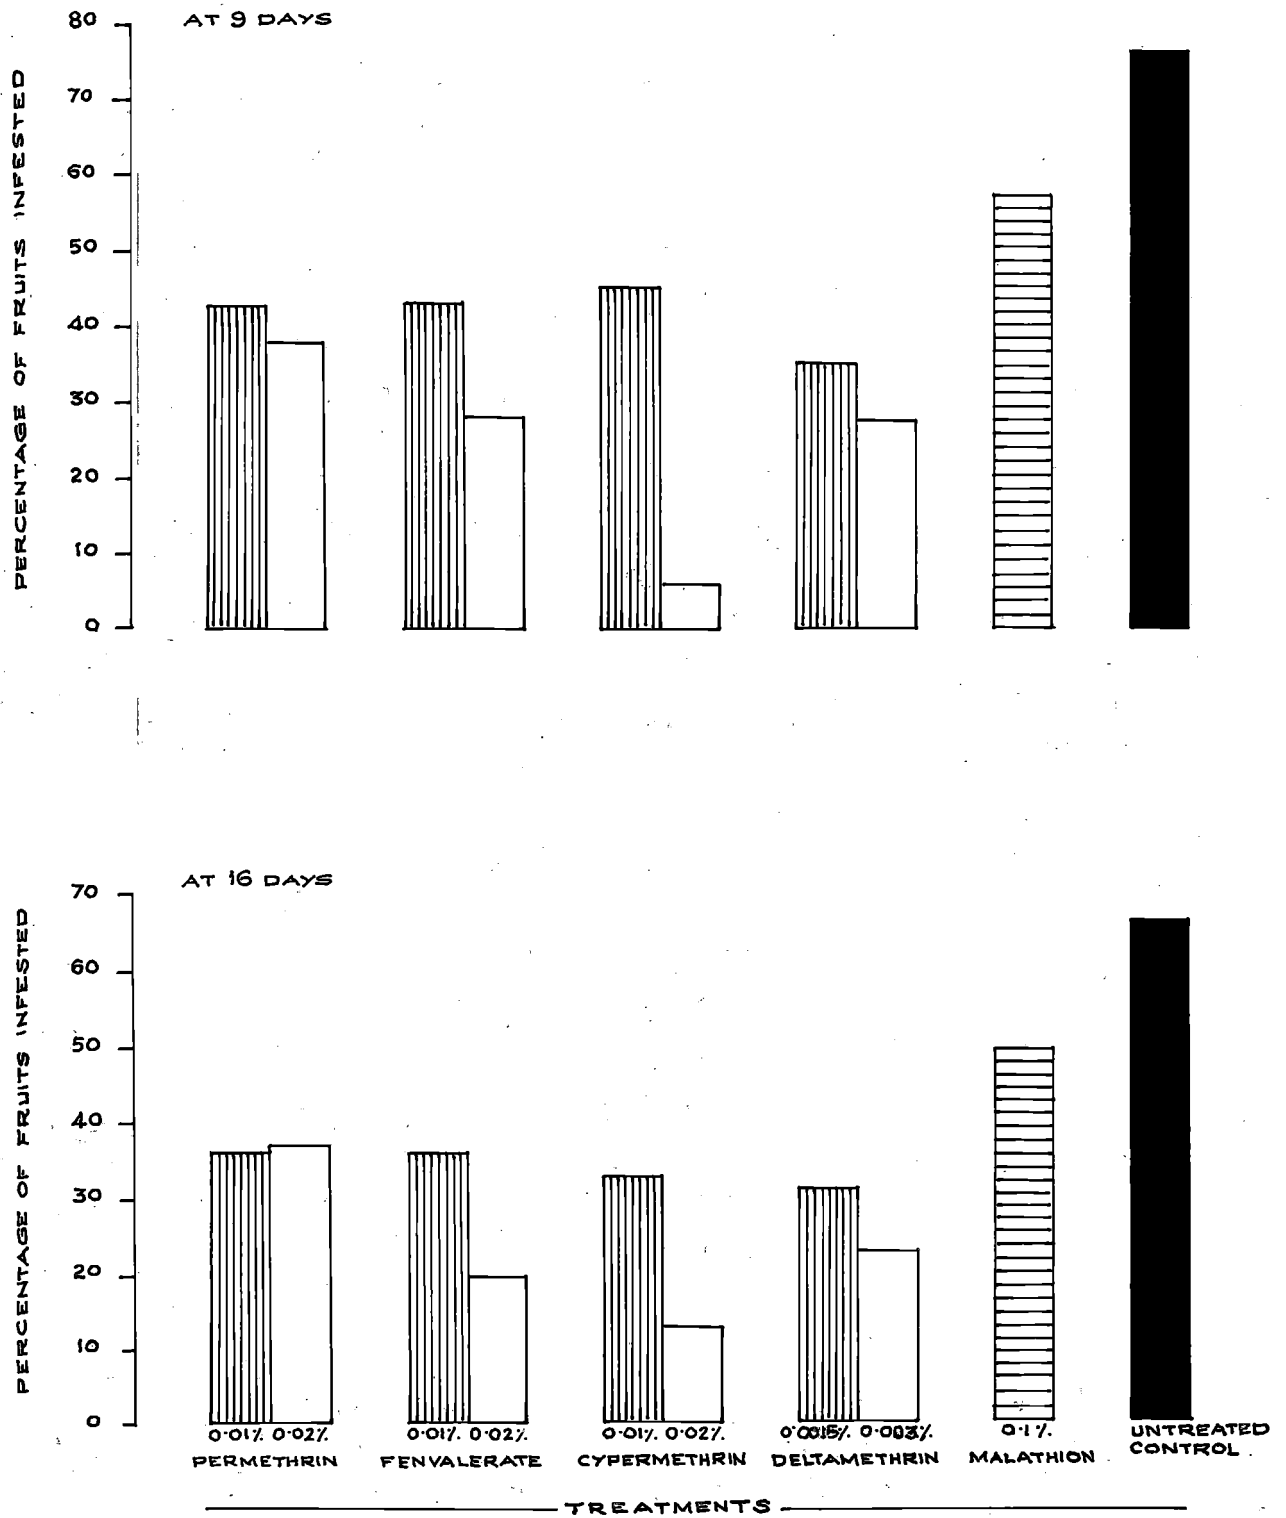 AT 9 DAYS
PERCENTAGE OF FRUITS INFESTED
80
70
60
50
40
30
20
10
0
AT 16 DAYS
PERCENTAGE OF FRUITS INFESTED
70
60
50
40
30
20
10
0
0.01% 0.02% 0.01% 0.02% 0.01% 0.02% 0.0015% 0.003% 0.1% UNTREATED
PERMETHRIN FENVALERATE CYPERMETHRIN DELTAMETHRIN MALATHION CONTROL
TREATMENTS